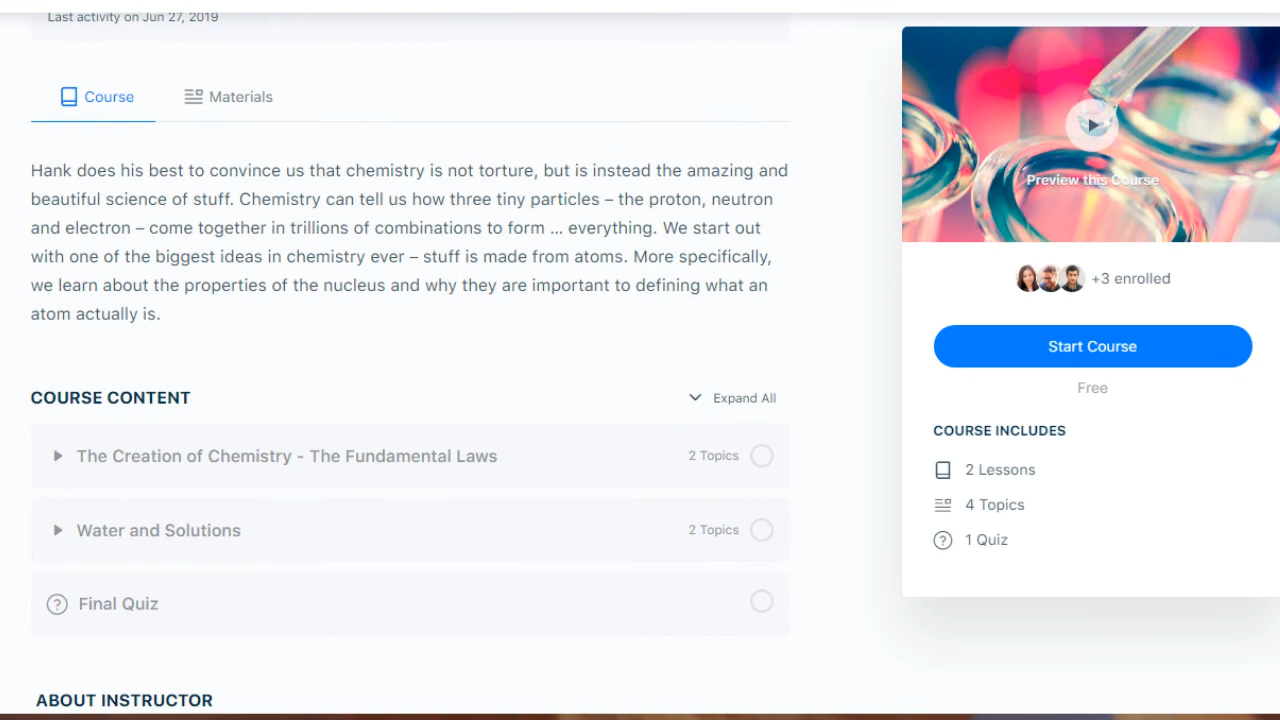 Last activity on Jun 27, 2019
Course
Materials
Hank does his best to convince us that chemistry is not torture, but is instead the amazing and
beautiful science of stuff. Chemistry can tell us how three tiny particles – the proton, neutron
and electron – come together in trillions of combinations to form ... everything. We start out
with one of the biggest ideas in chemistry ever – stuff is made from atoms. More specifically,
we learn about the properties of the nucleus and why they are important to defining what an
atom actually is.
COURSE CONTENT
Expand All
The Creation of Chemistry - The Fundamental Laws
2 Topics
Water and Solutions
2 Topics
Final Quiz
ABOUT INSTRUCTOR
Preview this Course
+3 enrolled
Start Course
Free
COURSE INCLUDES
2 Lessons
4 Topics
1 Quiz